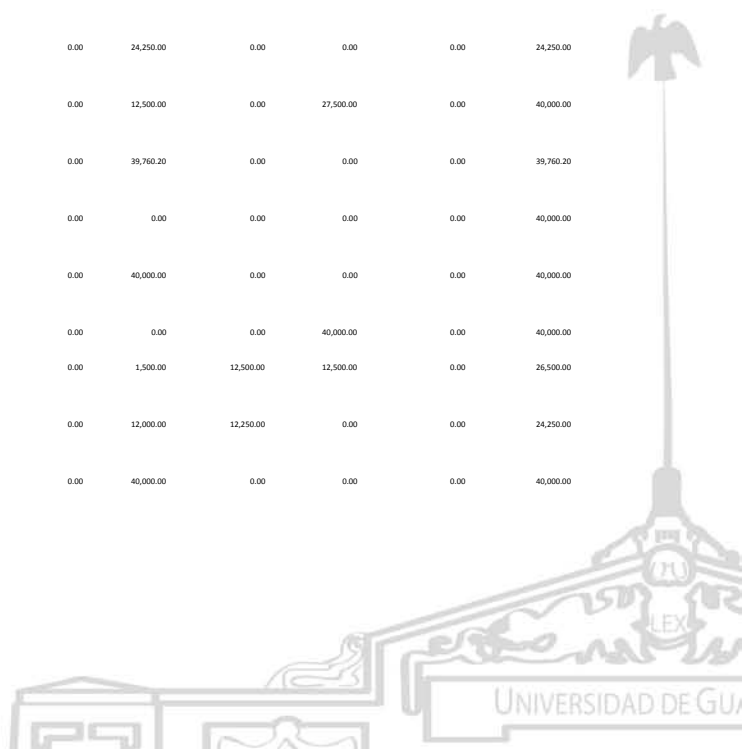 0.00 24,250.00 0.00 0.00 0.00 24,250.00
0.00 12,500.00 0.00 27,500.00 0.00 40,000.00
0.00 39,760.20 0.00 0.00 0.00 39,760.20
0.00 0.00 0.00 0.00 0.00 40,000.00
0.00 40,000.00 0.00 0.00 0.00 40,000.00
0.00 0.00 0.00 40,000.00 0.00 40,000.00
0.00 1,500.00 12,500.00 12,500.00 0.00 26,500.00
0.00 12,000.00 12,250.00 0.00 0.00 24,250.00
0.00 40,000.00 0.00 0.00 0.00 40,000.00
LEX
UNIVERSIDAD DE GUA